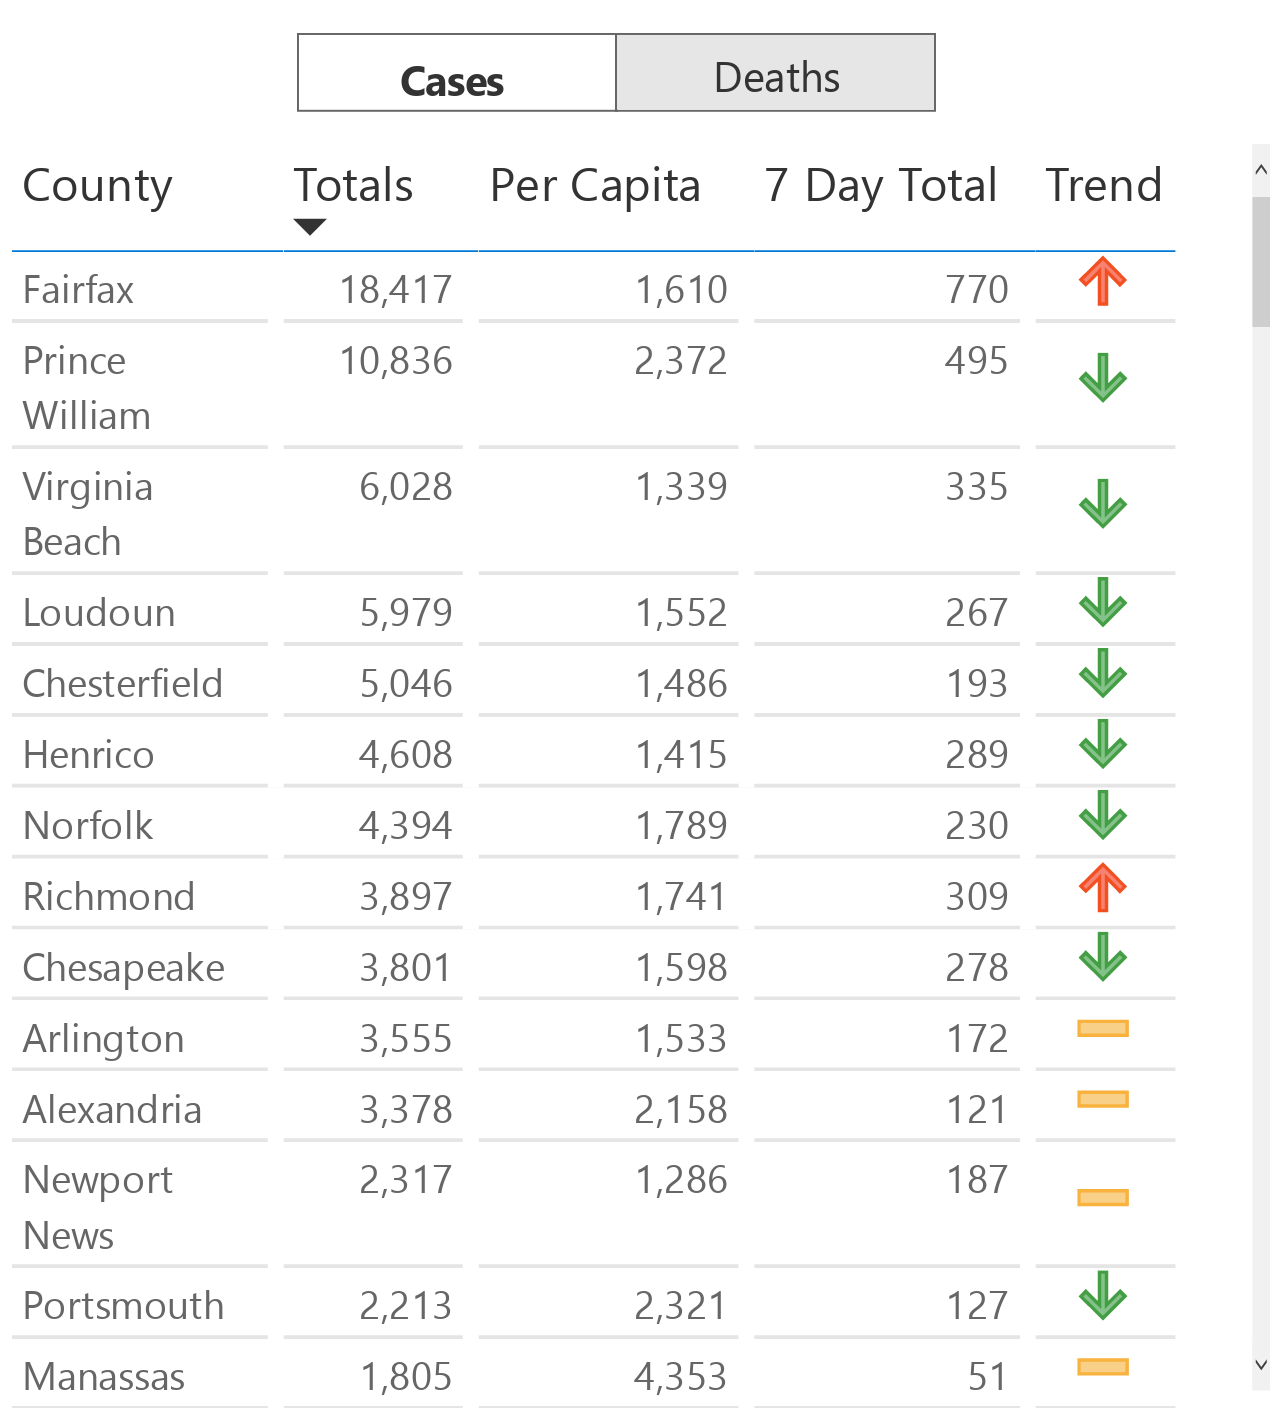 Cases Deaths
County Totals Per Capita 7 Day Total Trend
Fairfax 18,417 1,610 770
Prince 10,836 2,372 495
William
Virginia 6,028 1,339 335
Beach
Loudoun 5,979 1,552 267
Chesterfield 5,046 1,486 193
Henrico 4,608 1,415 289
Norfolk 4,394 1,789 230
Richmond 3,897 1,741 309
Chesapeake 3,801 1,598 278
Arlington 3,555 1,533 172
Alexandria 3,378 2,158 121
Newport 2,317 1,286 187
News
Portsmouth 2,213 2,321 127
Manassas 1,805 4,353 51